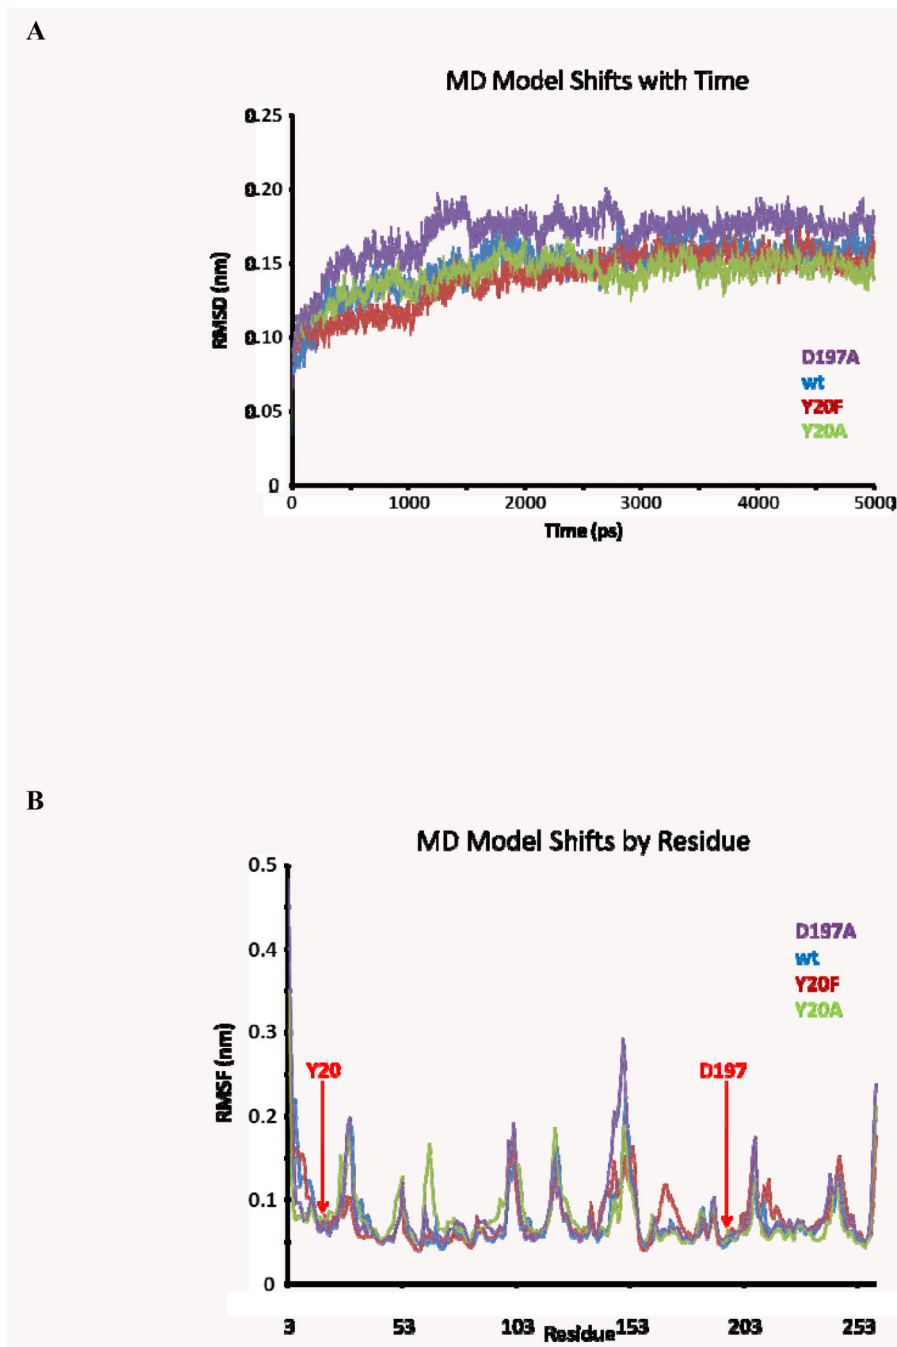 A
MD Model Shifts with Time
0.25
0.20
0.15
0.10
0.05
0
RMSD (nm)
D197A
wt
Y20F
Y20A
0 1000 2000 3000 4000 5000
Time (ps)
B
MD Model Shifts by Residue
0.5
0.4
0.3
0.2
0.1
0
RMSF (nm)
D197A
wt
Y20F
Y20A
Y20 D197
3 53 103 153 203 253
Residue